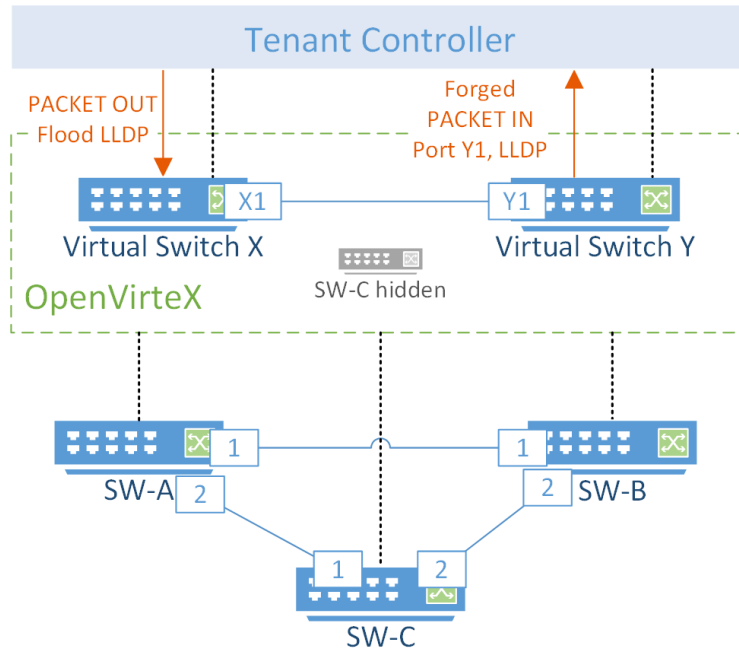 Tenant Controller
PACKET OUT
Flood LLDP
Forged
PACKET IN
Port Y1, LLDP
X1
Y1
Virtual Switch X
Virtual Switch Y
SW-C hidden
OpenVirteX
1
1
SW-A
2
2
SW-B
1
2
SW-C